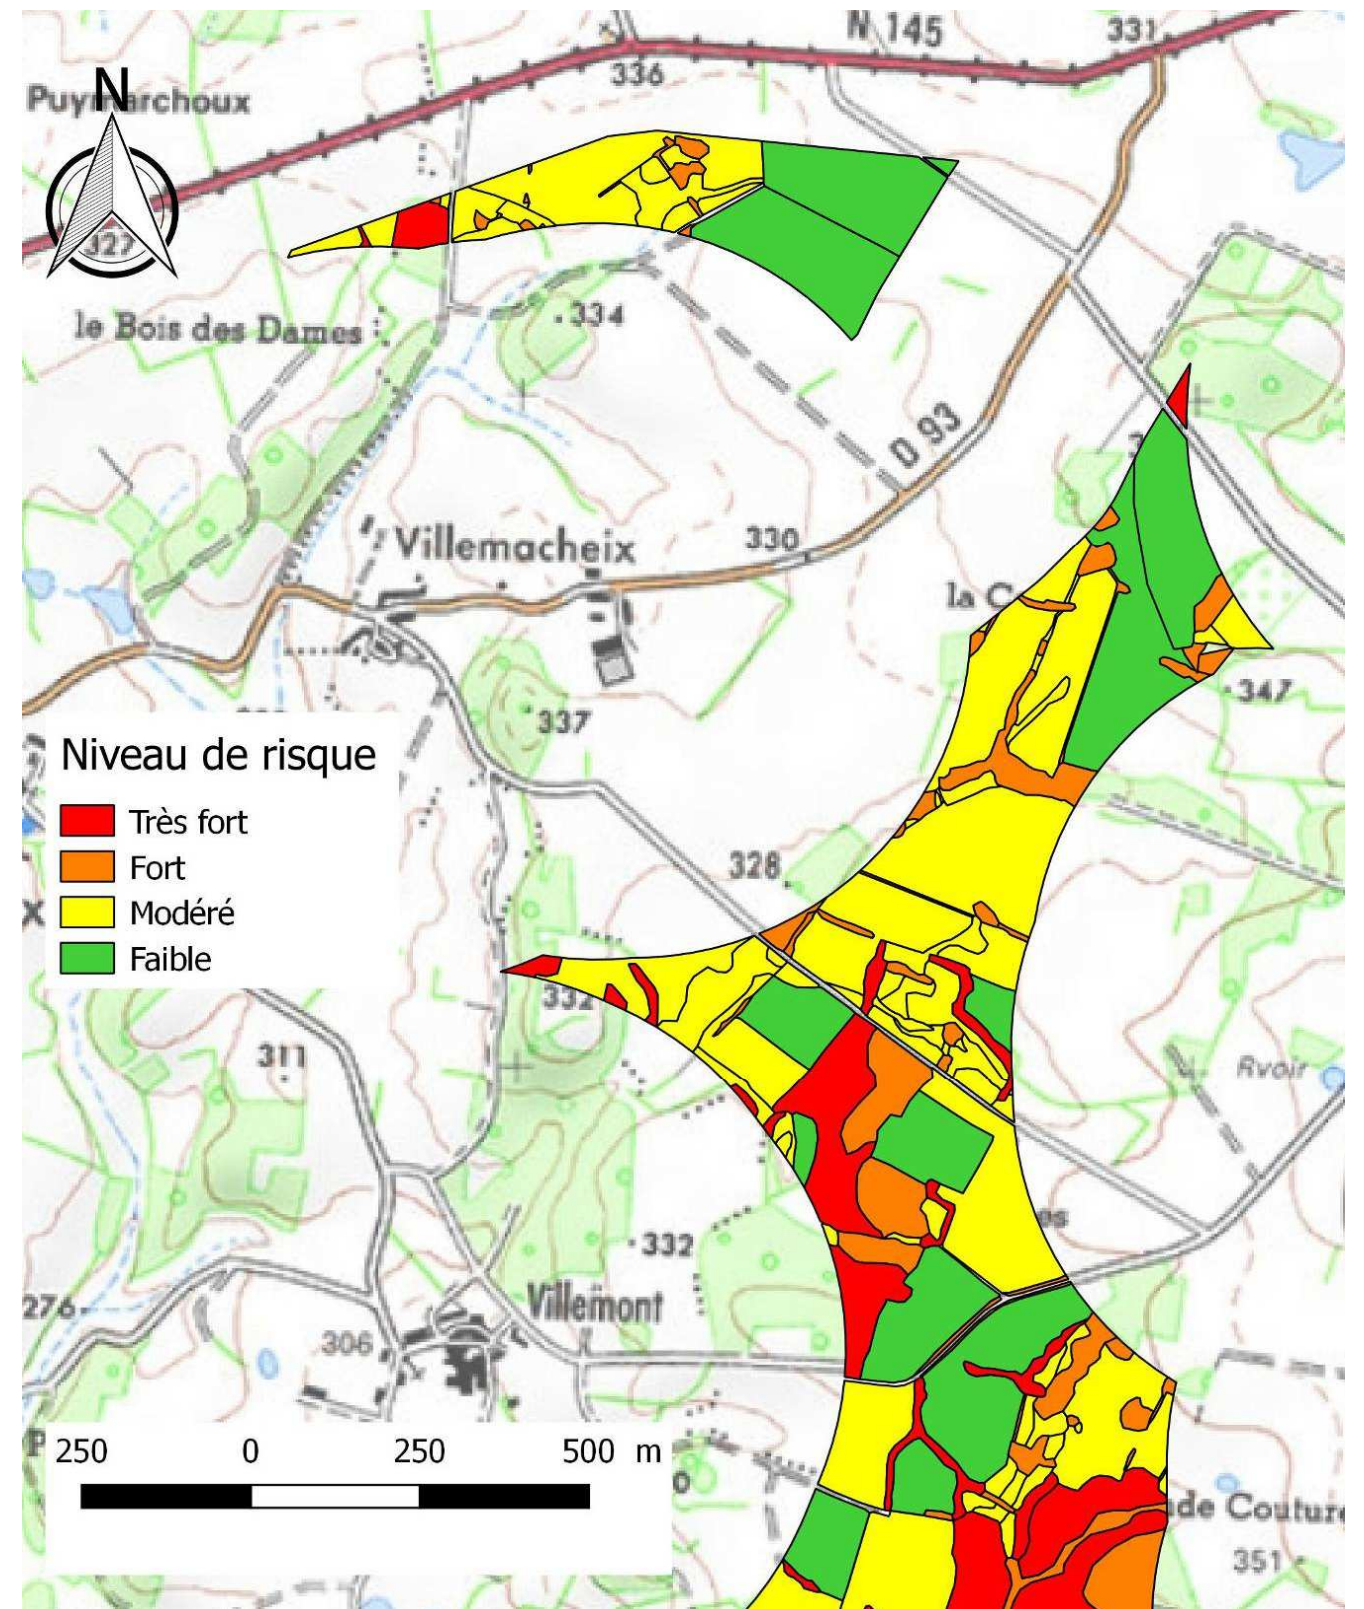 N 145
331
336
Puymarchoux
N
327
334
le Bois des Dames
D 93
Villemacheix
330
la C
347
337
Niveau de risque
Très fort
Fort
Modéré
Faible
328
332
311
Rvoir
332
276
Villemont
306
250 0 250 500 m
de Couture
351